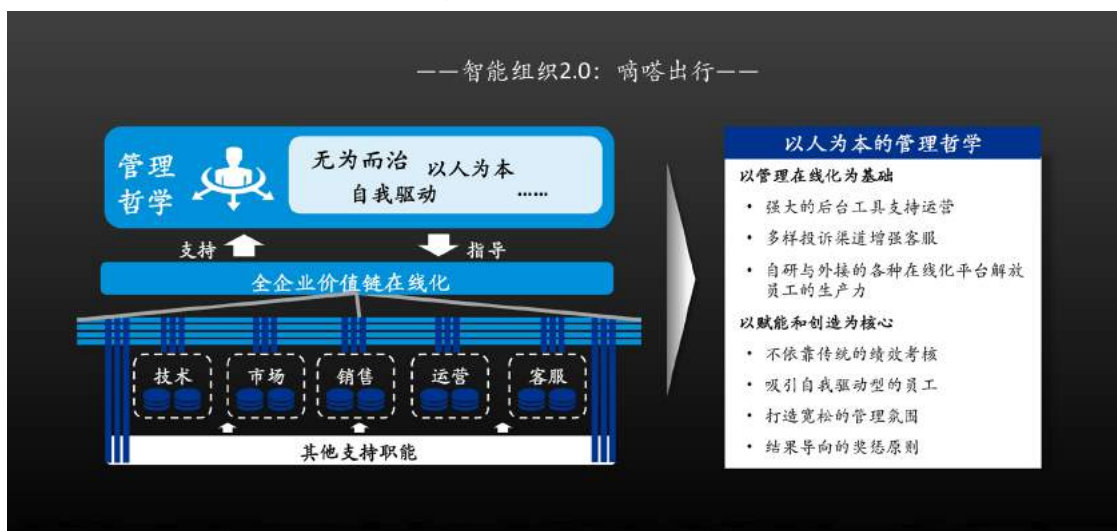 ——智能组织2.0：嘀嗒出行——
管理
哲学
无为而治 以人为本
自我驱动 ……
支持
指导
全企业价值链在线化
技术 市场 销售 运营 客服
其他支持职能
以人为本的管理哲学
以管理在线化为基础
· 强大的后台工具支持运营
· 多样投诉渠道增强客服
· 自研与外接的各种在线化平台解放
员工的生产力
以赋能和创造为核心
· 不依靠传统的绩效考核
· 吸引自我驱动型的员工
· 打造宽松的管理氛围
· 结果导向的奖惩原则